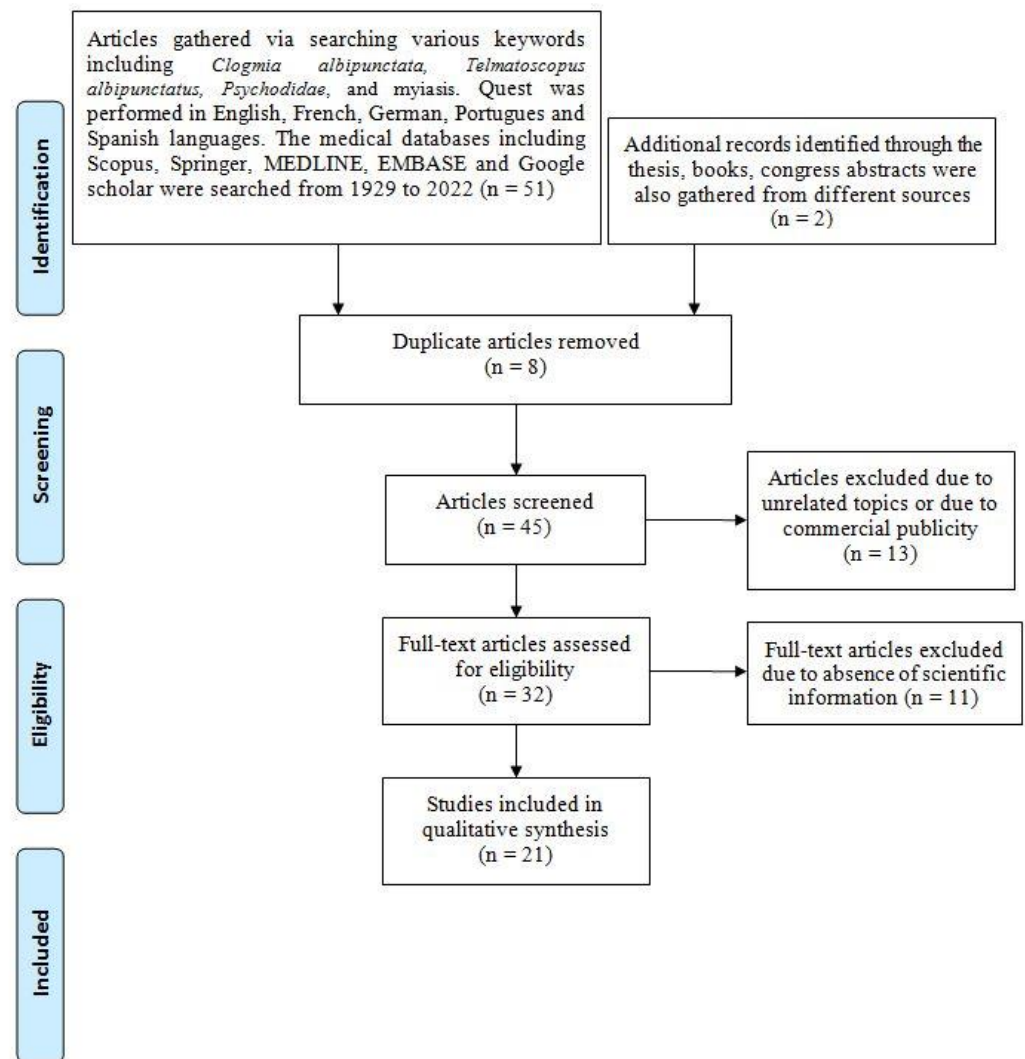 Articles gathered via searching various keywords
including Clogmia albipunctata, Telmatoscopus
albipunctatus, Psychodidae, and myiasis. Quest was
performed in English, French, German, Portugues and
Spanish languages. The medical databases including
Scopus, Springer, MEDLINE, EMBASE and Google
scholar were searched from 1929 to 2022 (n = 51)
Additional records identified through the
thesis, books, congress abstracts were
also gathered from different sources
(n = 2)
Identification
Duplicate articles removed
(n = 8)
Screening
Articles screened
(n = 45)
Articles excluded due to
unrelated topics or due to
commercial publicity
(n = 13)
Eligibility
Full-text articles assessed
for eligibility
(n = 32)
Full-text articles excluded
due to absence of scientific
information (n = 11)
Studies included in
qualitative synthesis
(n = 21)
Included